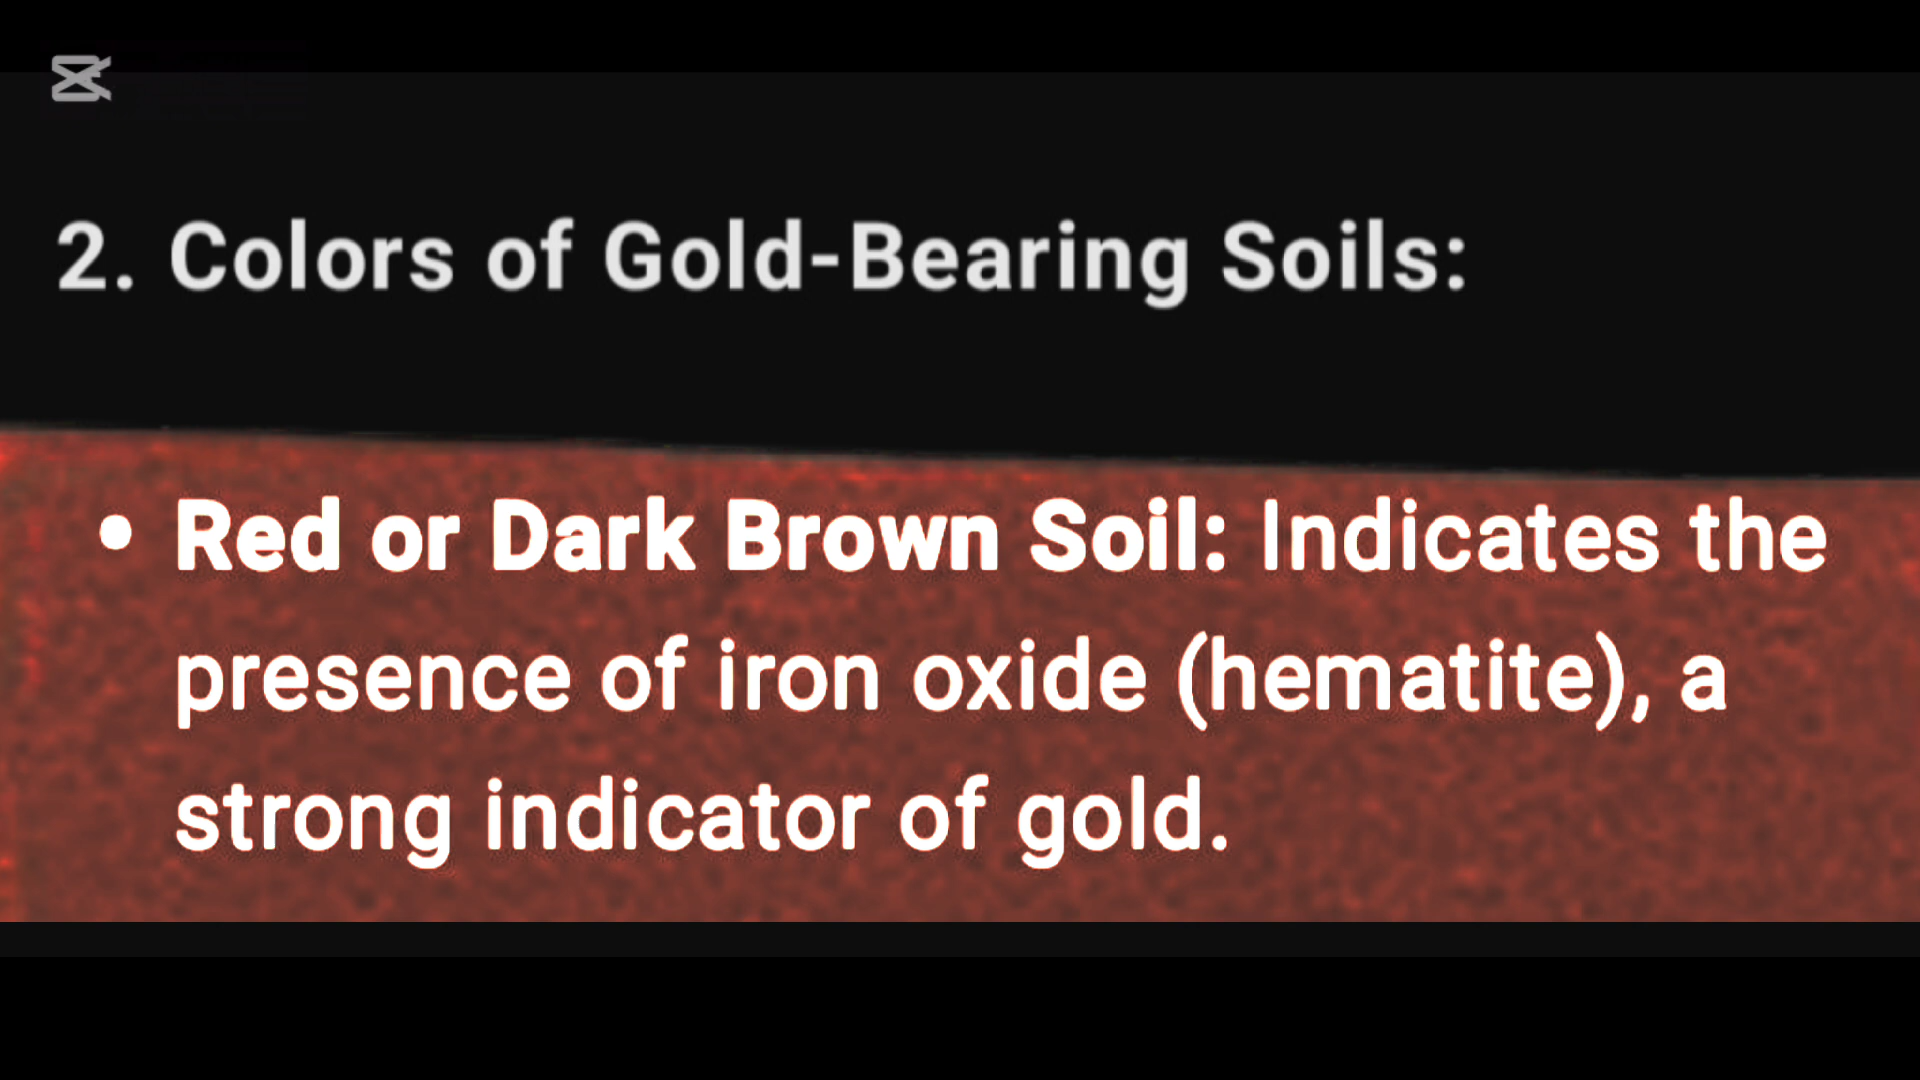 2. Colors of Gold-Bearing Soils:
• Red or Dark Brown Soil: Indicates the
presence of iron oxide (hematite), a
strong indicator of gold.